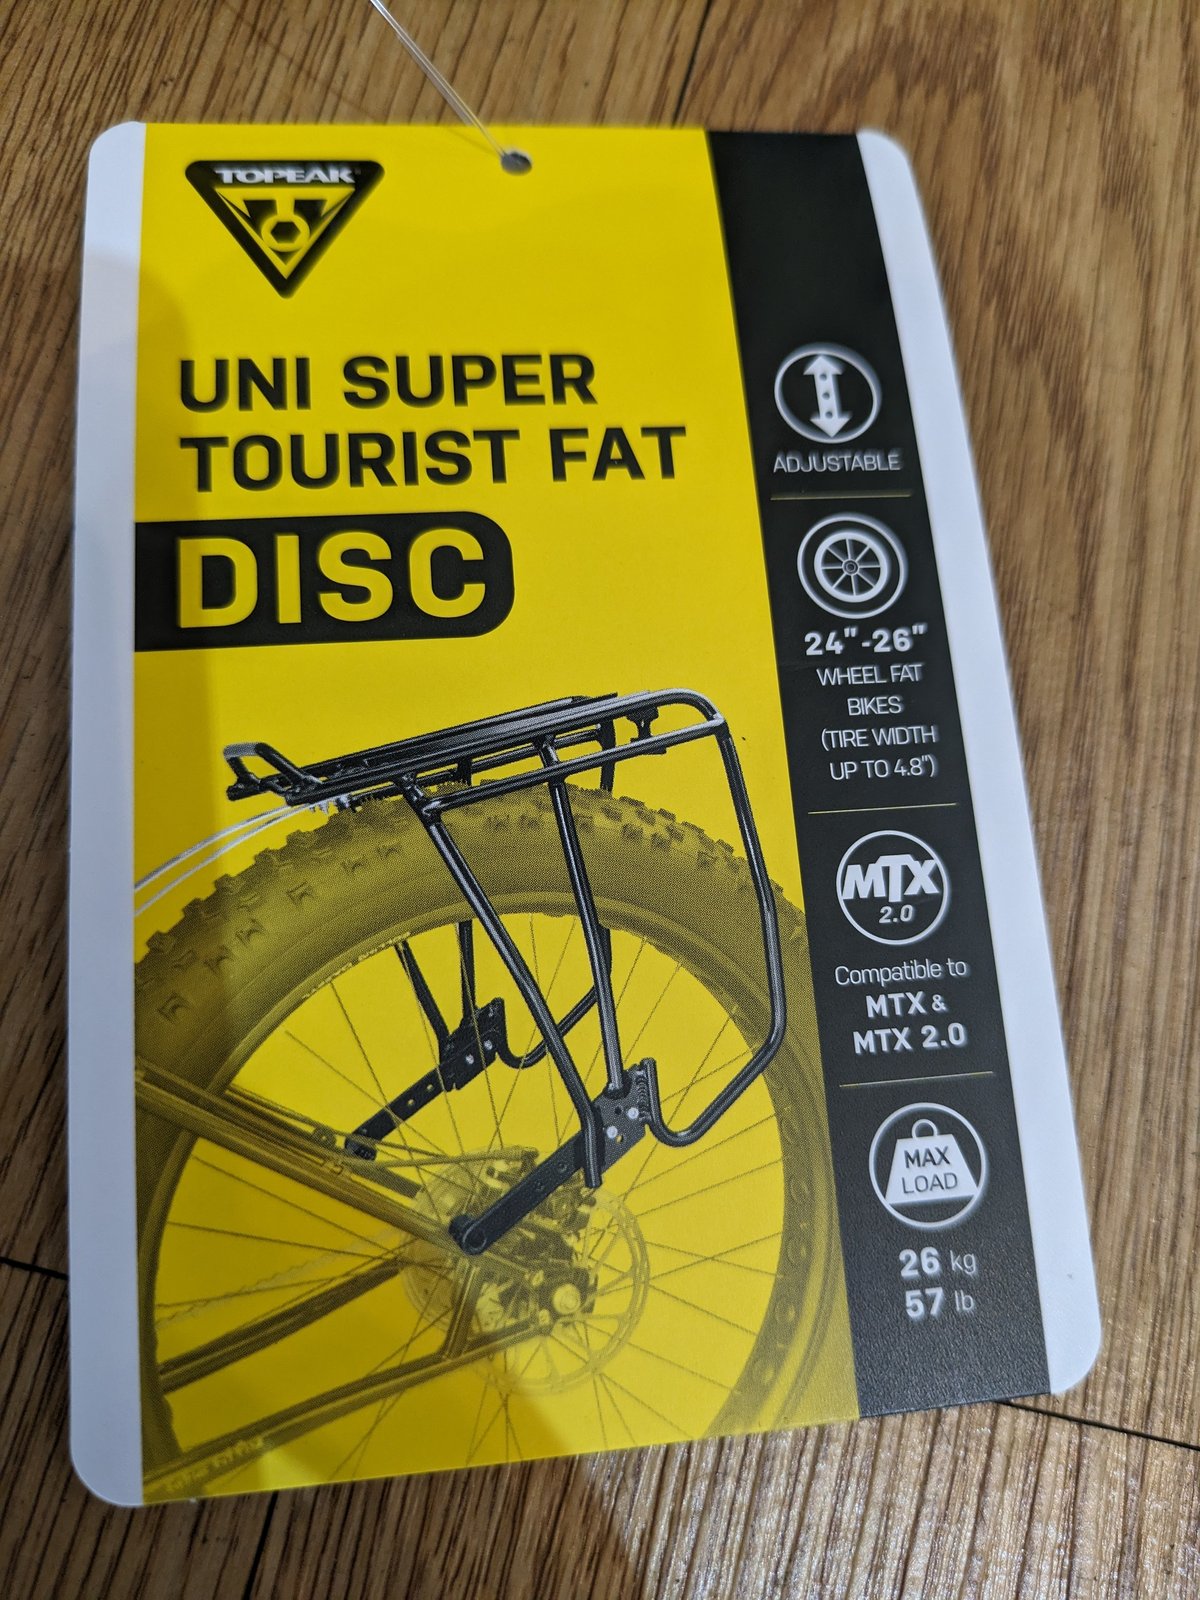 TOPEAK
UNI SUPER
TOURIST FAT
DISC
ADJUSTABLE
24"-26"
WHEEL FAT
BIKES
(TIRE WIDTH
UP TO 4.8")
MTX
2.0
Compatible to
MTX &
MTX 2.0
MAX
LOAD
26 kg
57 lb